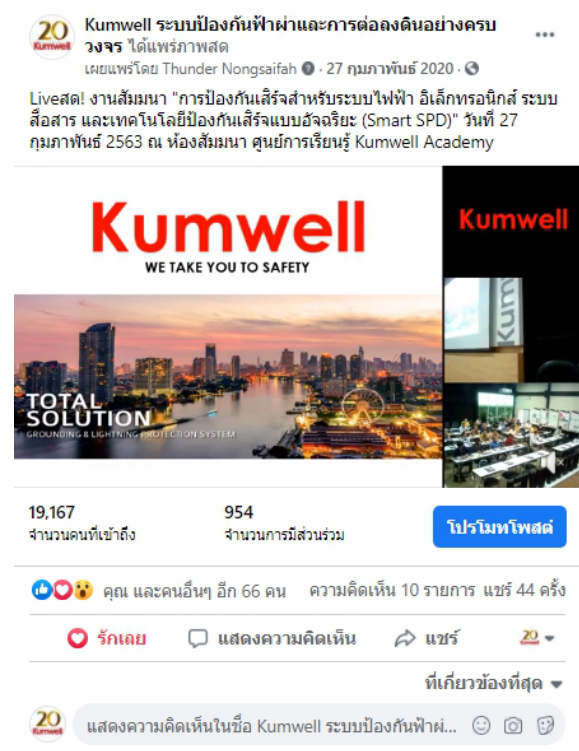 Kumwell ระบบป้องกันฟ้าผ่าและการต่อลงดินอย่างครบ
วงจร ได้แพร่ภาพสด
เผยแพร่โดย Thunder Nongsaifah · 27 กุมภาพันธ์ 2020 ·
Liveสด! งานสัมมนา "การป้องกันเสิร์จสำหรับระบบไฟฟ้า อิเล็กทรอนิกส์ ระบบ
สื่อสาร และเทคโนโลยีป้องกันเสิร์จแบบอัจฉริยะ (Smart SPD)" วันที่ 27
กุมภาพันธ์ 2563 ณ ห้องสัมมนา ศูนย์การเรียนรู้ Kumwell Academy
Kumwell
WE TAKE YOU TO SAFETY
TOTAL
SOLUTION
GROUNDING & LIGHTNING PROTECTION SYSTEM
Kumwell
Kumw
19,167
จำนวนคนที่เข้าถึง
954
จำนวนการมีส่วนร่วม
โปรโมทโพสต์
คุณ และคนอื่นๆ อีก 66 คน ความคิดเห็น 10 รายการ แชร์ 44 ครั้ง
รักเลย แสดงความคิดเห็น แชร์
ที่เกี่ยวข้องที่สุด
20
Kumwell
แสดงความคิดเห็นในชื่อ Kumwell ระบบป้องกันฟ้าผ่...